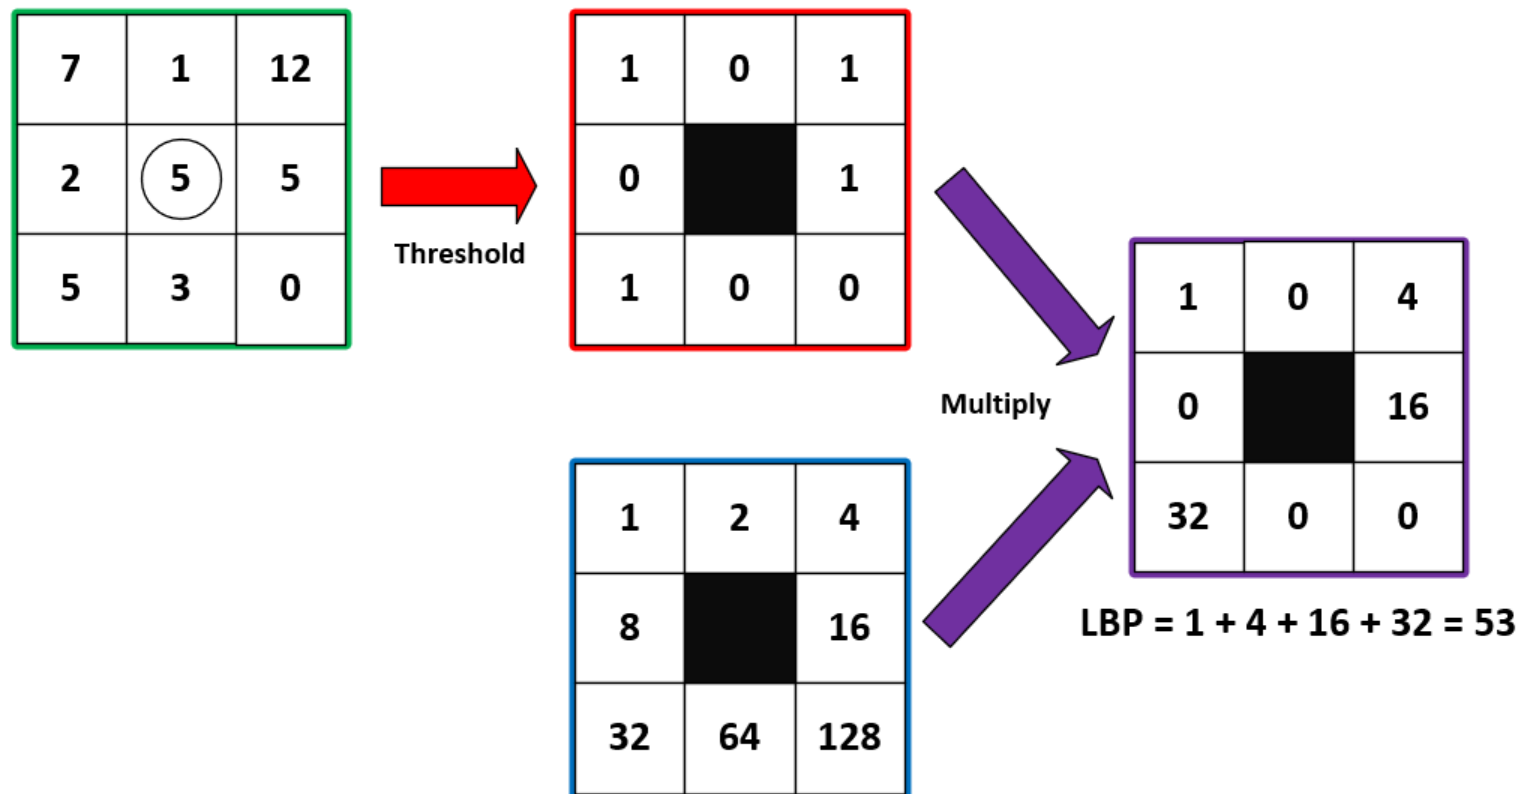 7 1 12
2 5 5
5 3 0
Threshold
1 0 1
0 1
1 0 0
1 2 4
8 16
32 64 128
Multiply
1 0 4
0 16
32 0 0
LBP = 1 + 4 + 16 + 32 = 53